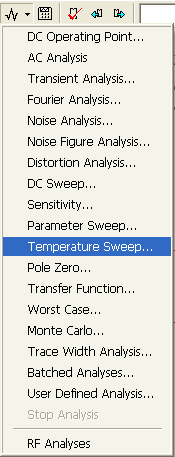 DC Operating Point...
AC Analysis
Transient Analysis...
Fourier Analysis...
Noise Analysis...
Noise Figure Analysis...
Distortion Analysis...
DC Sweep...
Sensitivity...
Parameter Sweep...
Temperature Sweep...
Pole Zero...
Transfer Function...
Worst Case...
Monte Carlo...
Trace Width Analysis...
Batched Analyses...
User Defined Analysis...
Stop Analysis
RF Analyses